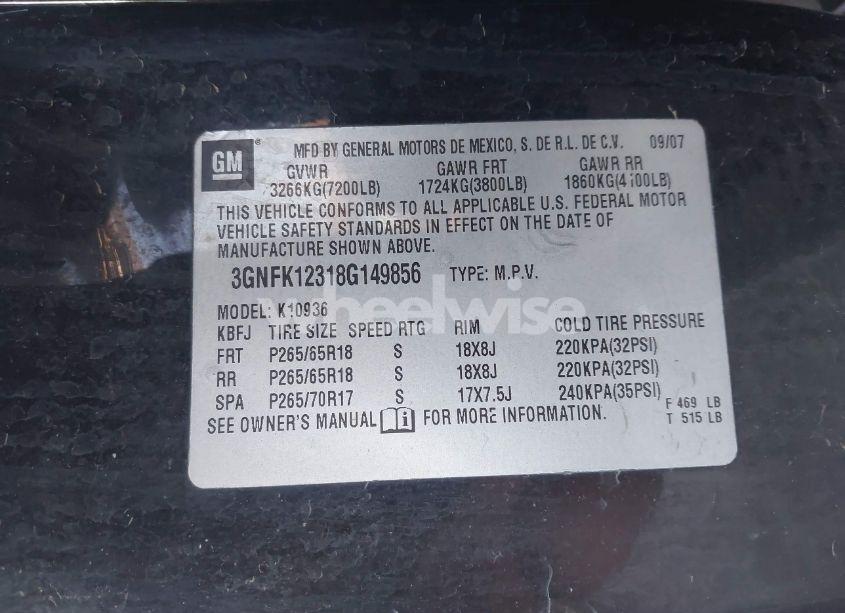 GM
MFD BY GENERAL MOTORS DE MEXICO, S. DE R.L. DE C.V. 09/07
GVWR GAWR FRT GAWR RR
3266KG(7200LB) 1724KG(3800LB) 1860KG(4100LB)
THIS VEHICLE CONFORMS TO ALL APPLICABLE U.S. FEDERAL MOTOR
VEHICLE SAFETY STANDARDS IN EFFECT ON THE DATE OF
MANUFACTURE SHOWN ABOVE.
3GNFK12318G149856 TYPE: M.P.V.
wheelwise
MODEL: K10936
KBFJ TIRE SIZE SPEED RTG RIM COLD TIRE PRESSURE
FRT P265/65R18 S 18X8J 220KPA(32PSI)
RR P265/65R18 S 18X8J 220KPA(32PSI)
SPA P265/70R17 S 17X7.5J 240KPA(35PSI)
SEE OWNER'S MANUAL i FOR MORE INFORMATION.
F 469 LB
T 515 LB